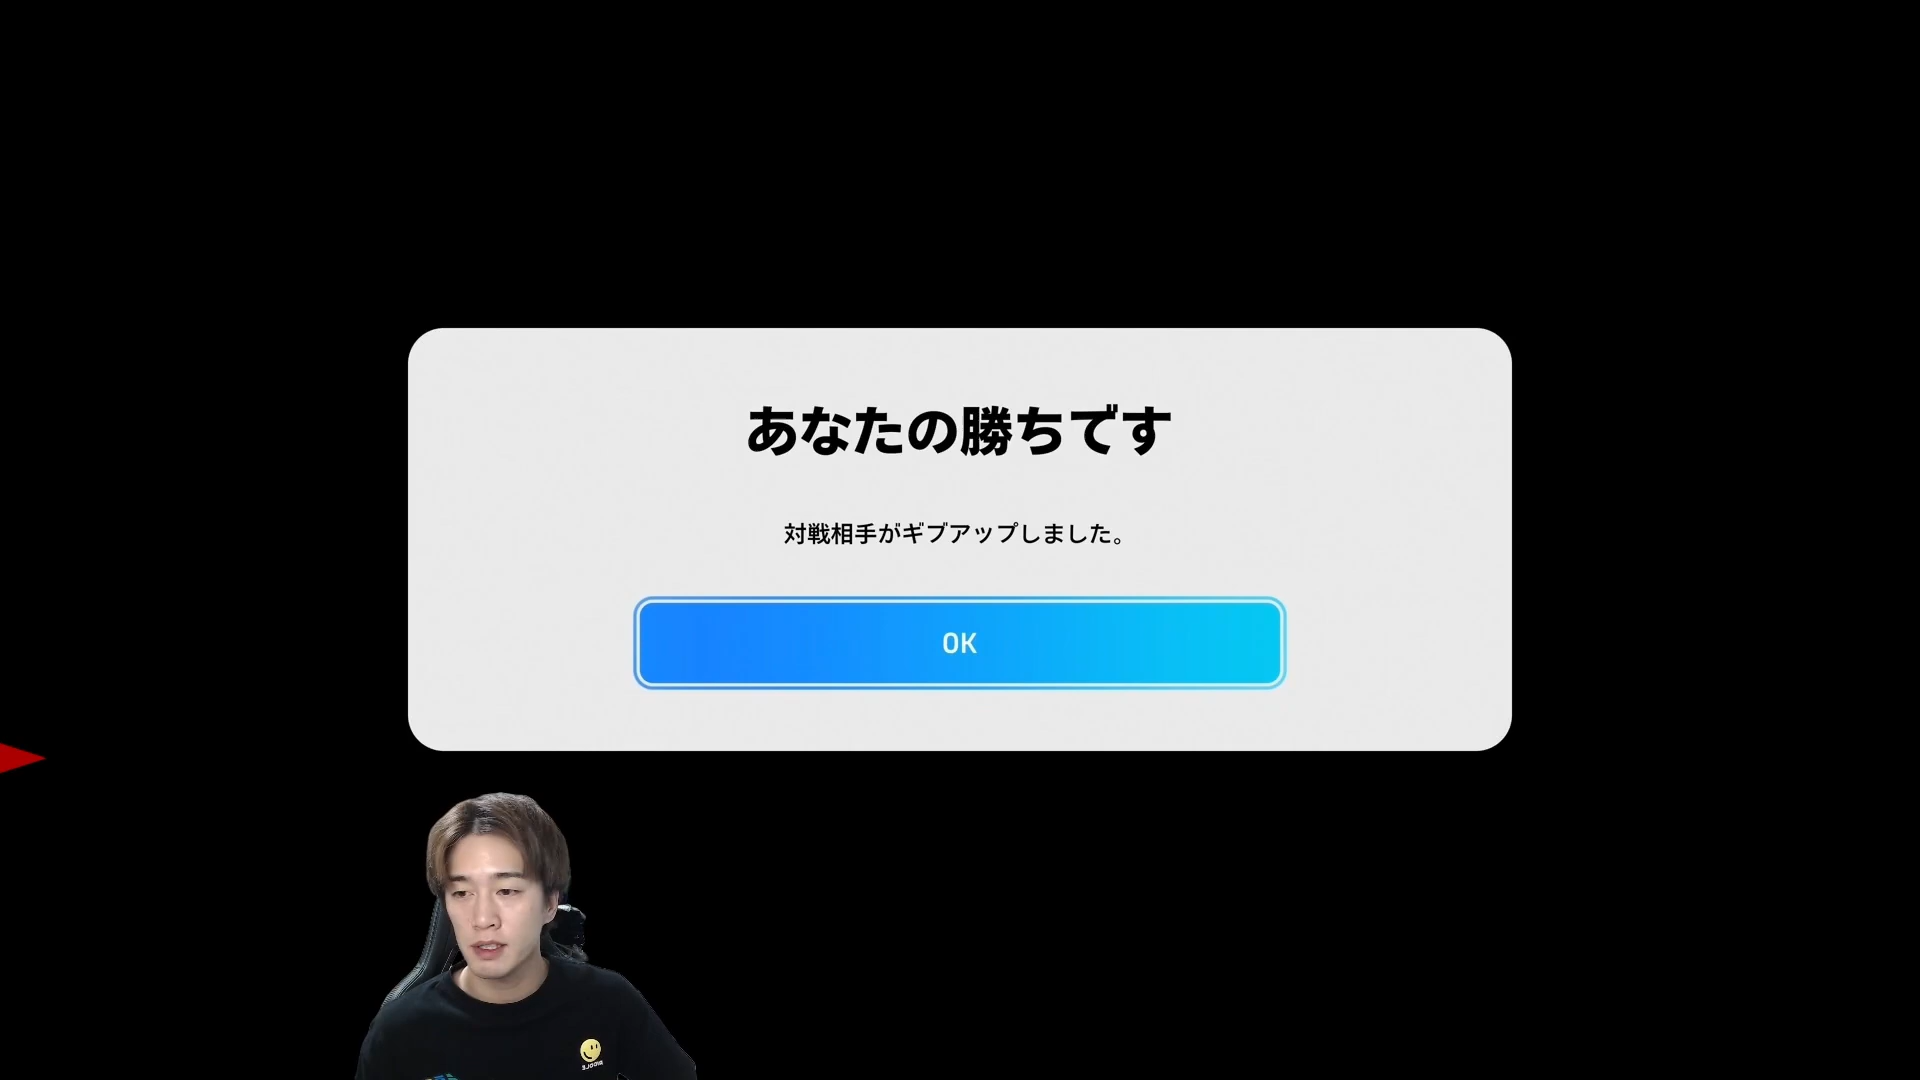 あなたの勝ちです
対戦相手がギブアップしました。
OK